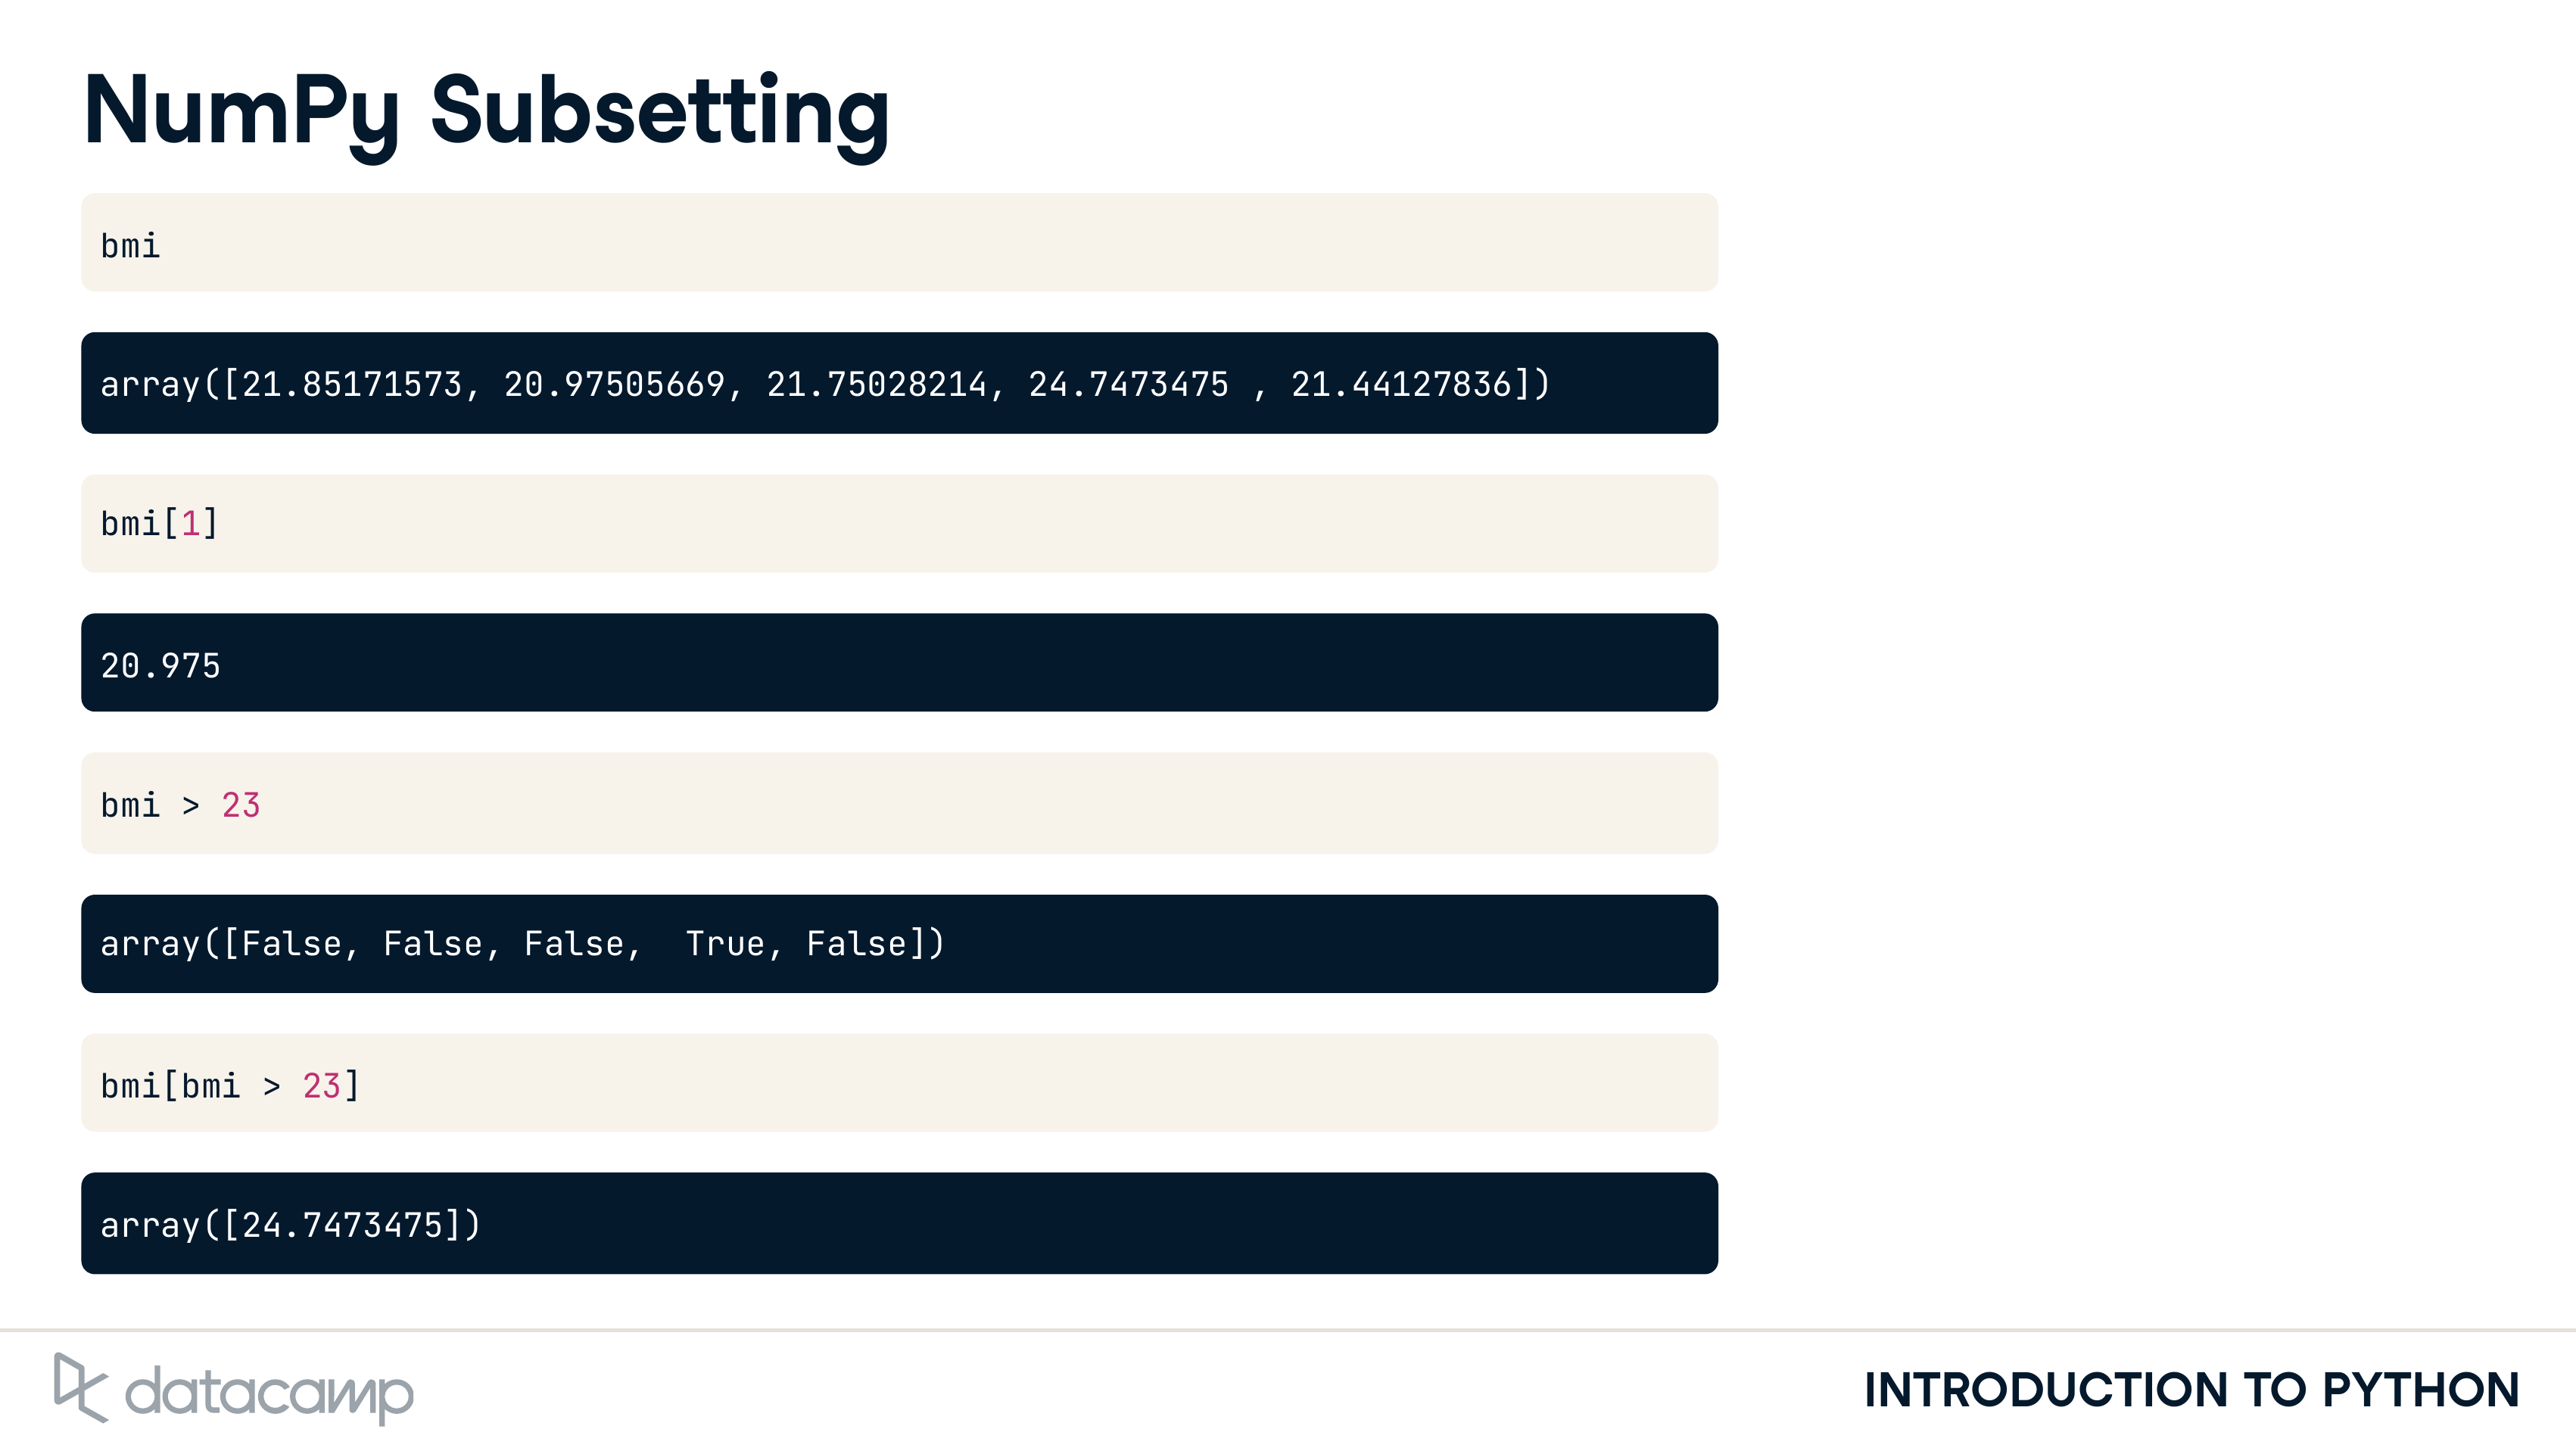 NumPy Subsetting
bmi
array([21.85171573, 20.97505669, 21.75028214, 24.7473475 , 21.44127836])
bmi[1]
20.975
bmi > 23
array([False, False, False,  True, False])
bmi[bmi > 23]
array([24.7473475])
datacamp
INTRODUCTION TO PYTHON